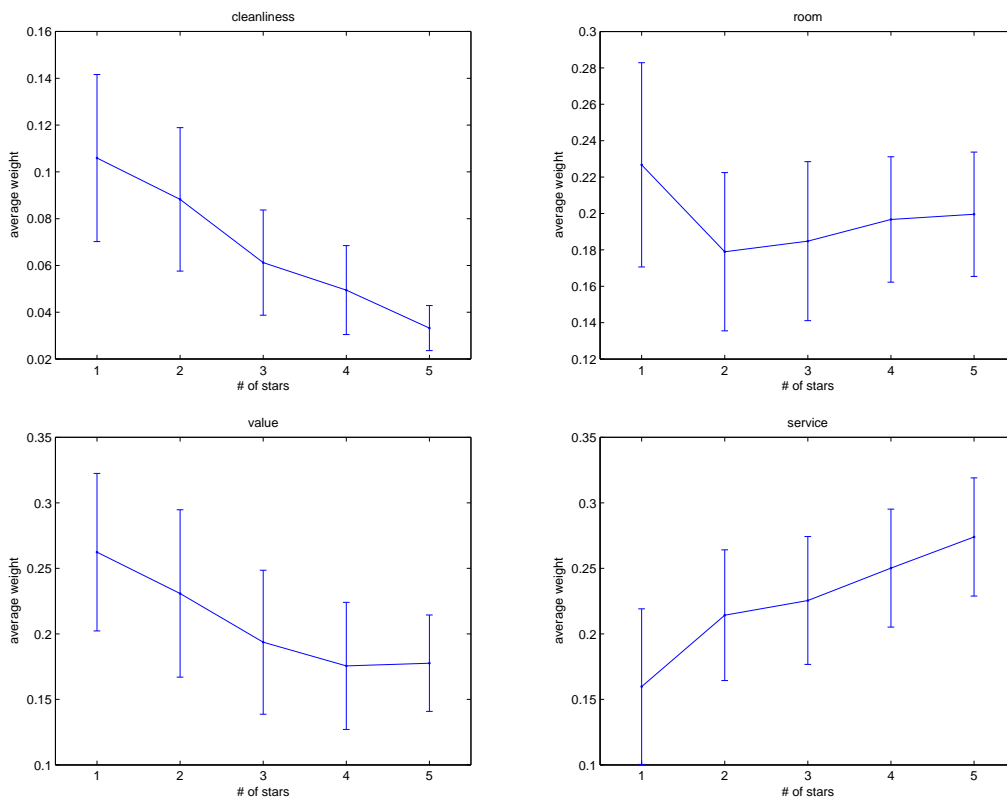 cleanliness
0.16
0.14
0.12
0.1
0.08
0.06
0.04
0.02
average weight
1 2 3 4 5
# of stars
room
0.3
0.28
0.26
0.24
0.22
0.2
0.18
0.16
0.14
0.12
average weight
1 2 3 4 5
# of stars
value
0.35
0.3
0.25
0.2
0.15
0.1
average weight
1 2 3 4 5
# of stars
service
0.35
0.3
0.25
0.2
0.15
0.1
average weight
1 2 3 4 5
# of stars